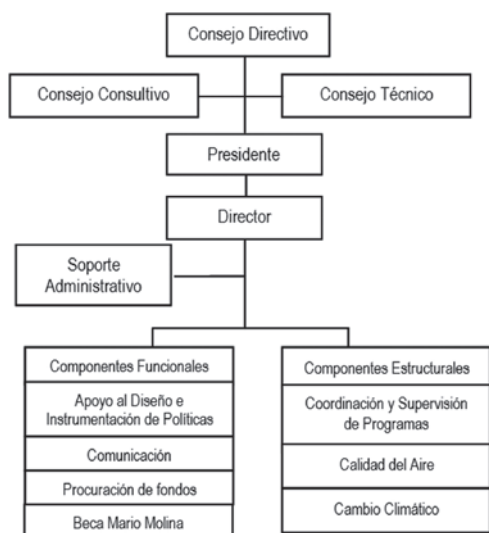 Consejo Directivo
Consejo Consultivo
Consejo Técnico
Presidente
Director
Soporte
Administrativo
Componentes Funcionales
Apoyo al Diseño e
Instrumentación de Políticas
Comunicación
Procuración de fondos
Beca Mario Molina
Componentes Estructurales
Coordinación y Supervisión
de Programas
Calidad del Aire
Cambio Climático